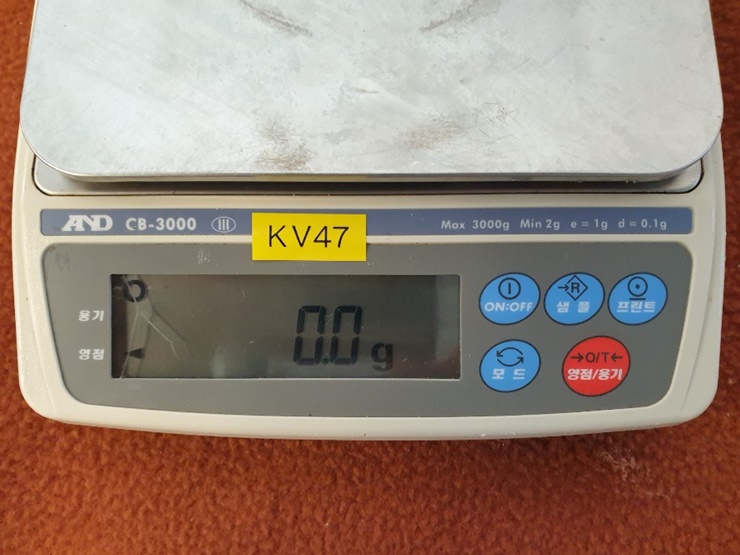 AND CB-3000 III KV47 Max 3000g Min 2g e=1g d=0.1g
용기
영점
0.0 g
ON:OFF
→R←
샘플
프린트
모드
→O/T←
영점/용기